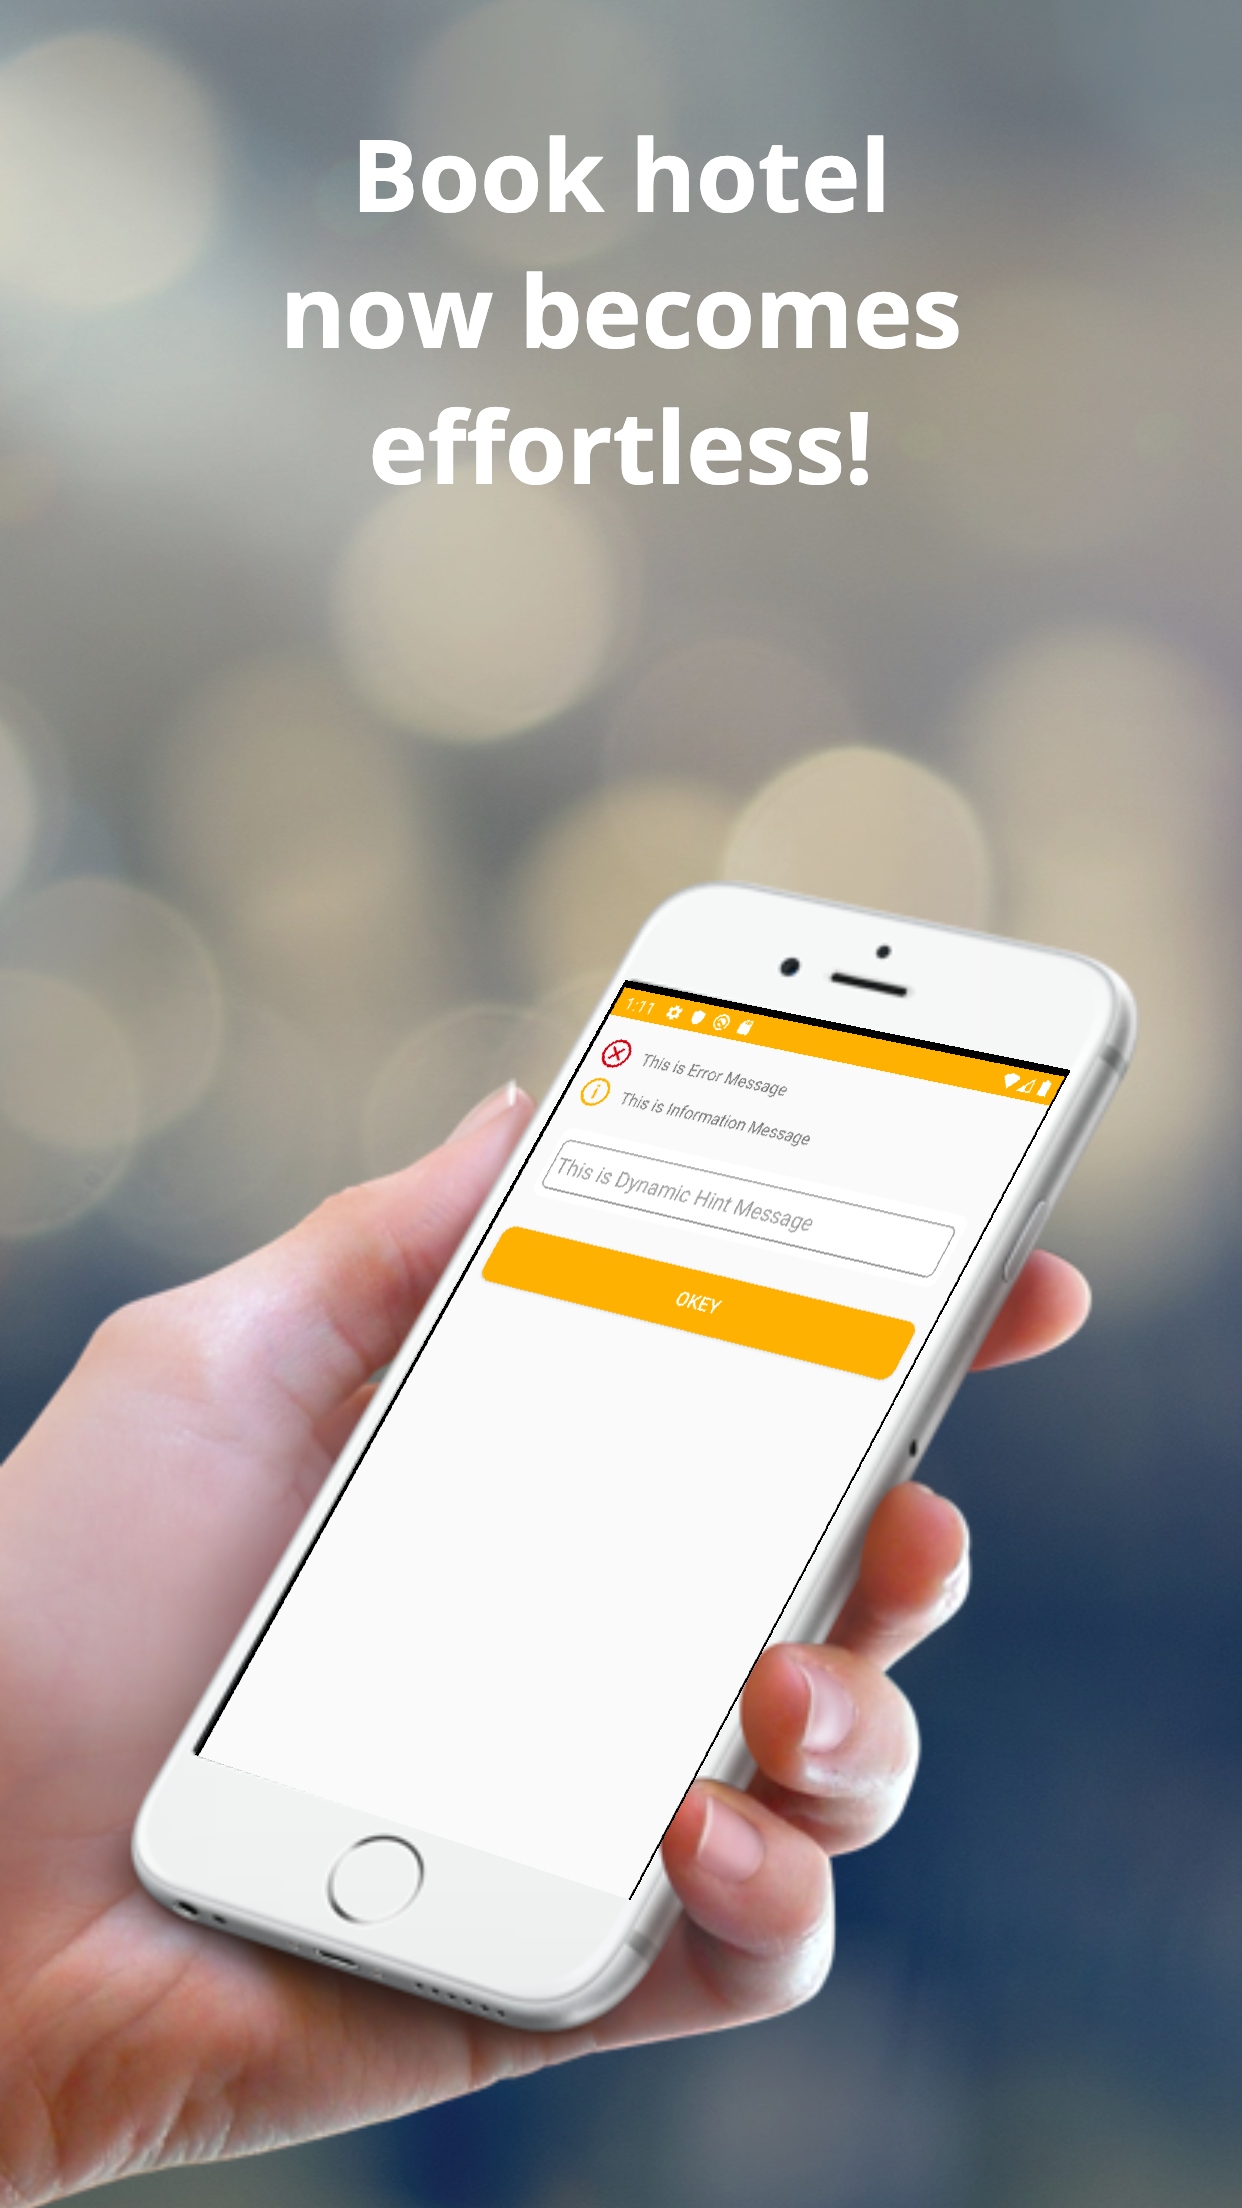 Book hotel
now becomes
effortless!
1:11
This is Error Message
This is Information Message
This is Dynamic Hint Message
OKEY